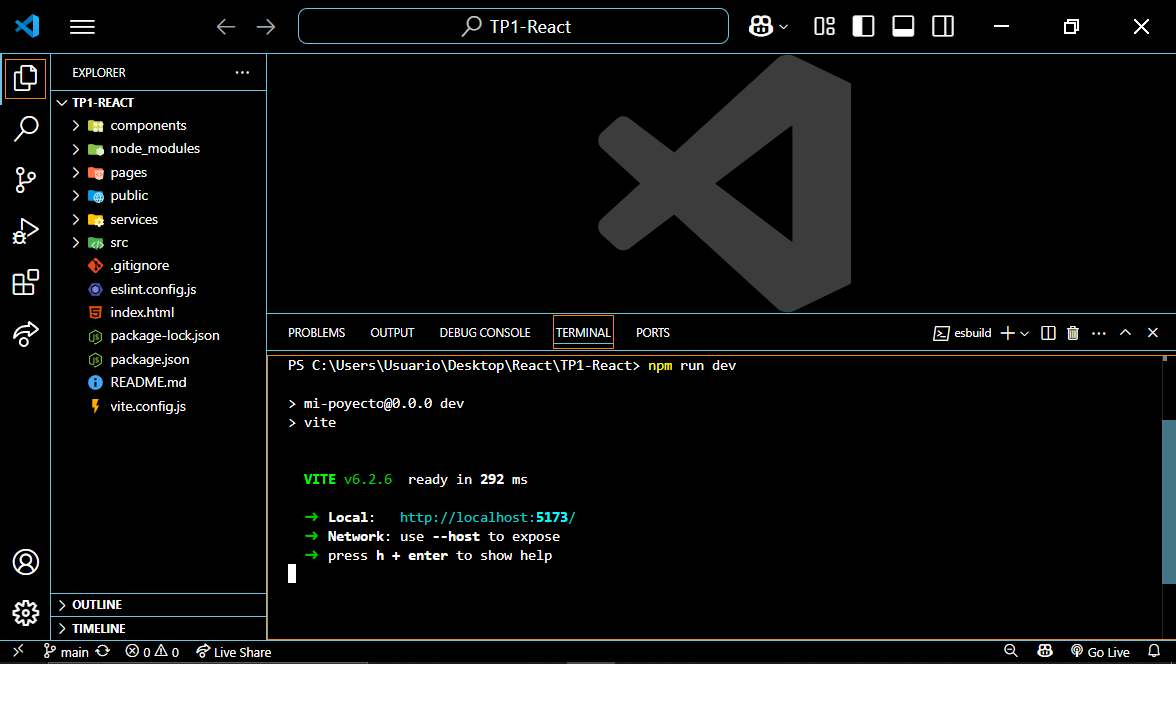 TP1-React
EXPLORER
TP1-REACT
components
node_modules
pages
public
services
src
.gitignore
eslint.config.js
index.html
package-lock.json
package.json
README.md
vite.config.js
OUTLINE
TIMELINE
PROBLEMS OUTPUT DEBUG CONSOLE TERMINAL PORTS esbuild
PS C:\Users\Usuario\Desktop\React\TP1-React> npm run dev
> mi-poyecto@0.0.0 dev
> vite
VITE v6.2.6 ready in 292 ms
➜ Local: http://localhost:5173/
➜ Network: use --host to expose
➜ press h + enter to show help
main 0 0 Live Share Go Live